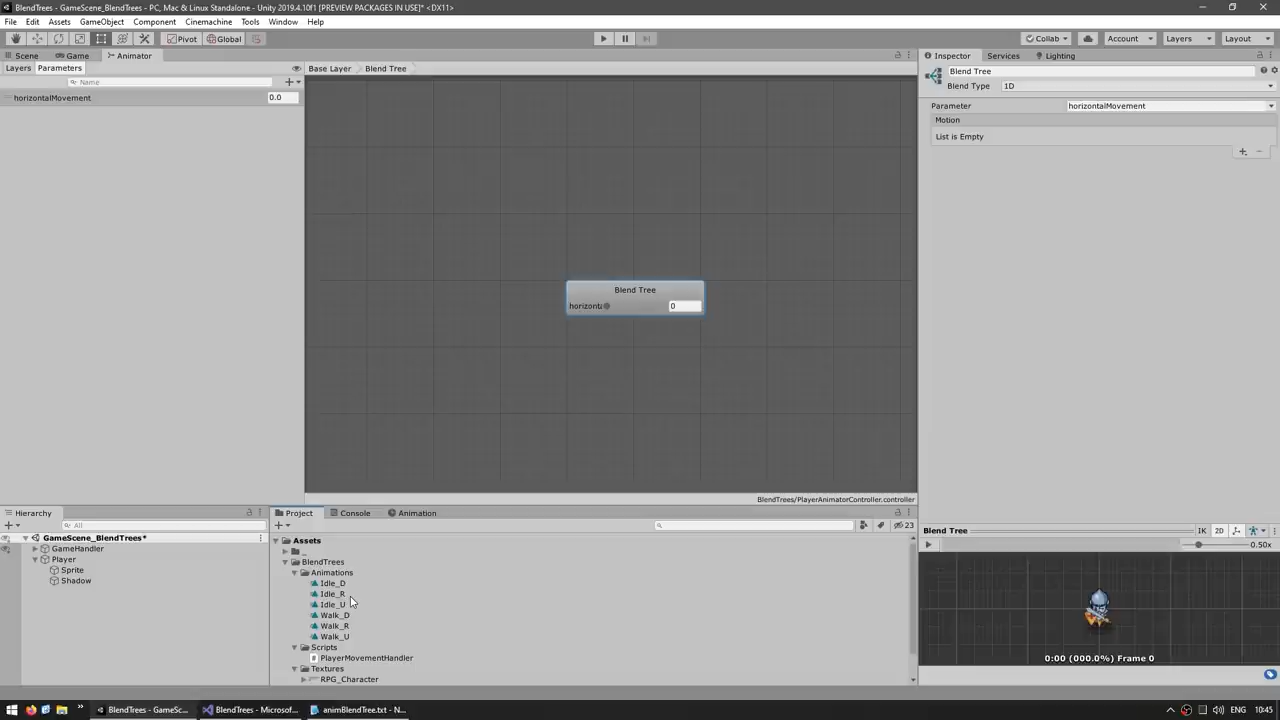 BlendTrees - GameScene_BlendTrees - PC, Mac & Linux Standalone - Unity 2019.4.10f1 [PREVIEW PACKAGES IN USE]* <DX11>
File Edit Assets GameObject Component Cinemachine Tools Window Help
Pivot Global Collab Account Layers Layout
Scene Game Animator
Layers Parameters
Name
horizontalMovement 0.0
Base Layer Blend Tree
Blend Tree
horizonta 0
BlendTrees/PlayerAnimatorController.controller
Inspector Services Lighting
Blend Tree
Blend Type 1D
Parameter horizontalMovement
Motion
List is Empty
Hierarchy
All
GameScene_BlendTrees*
GameHandler
Player
Sprite
Shadow
Project Console Animation
23
Assets
_
BlendTrees
Animations
Idle_D
Idle_R
Idle_U
Walk_D
Walk_R
Walk_U
Scripts
PlayerMovementHandler
Textures
RPG_Character
Blend Tree IK 2D
0.50x
0:00 (000.0%) Frame 0
BlendTrees - GameSc... BlendTrees - Microsof... animBlendTree.txt - N... ENG 10:45